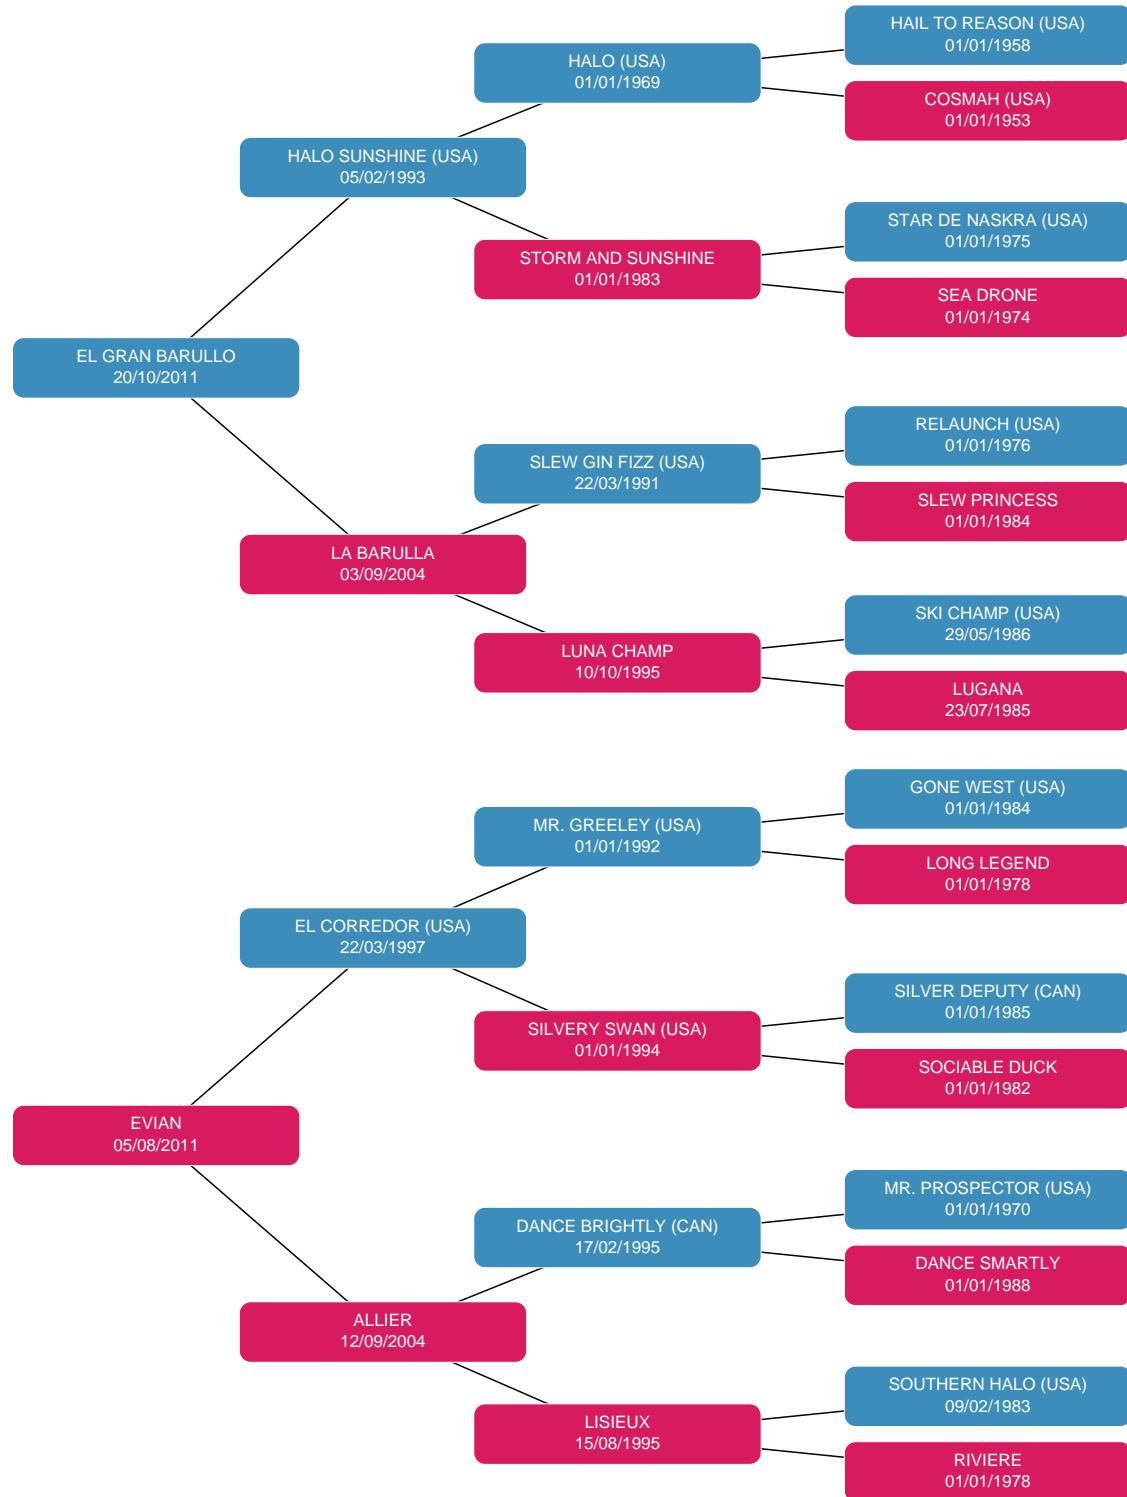 HAIL TO REASON (USA)
01/01/1958
HALO (USA)
01/01/1969
COSMAH (USA)
01/01/1953
HALO SUNSHINE (USA)
05/02/1993
STAR DE NASKRA (USA)
01/01/1975
STORM AND SUNSHINE
01/01/1983
SEA DRONE
01/01/1974
EL GRAN BARULLO
20/10/2011
RELAUNCH (USA)
01/01/1976
SLEW GIN FIZZ (USA)
22/03/1991
SLEW PRINCESS
01/01/1984
LA BARULLA
03/09/2004
SKI CHAMP (USA)
29/05/1986
LUNA CHAMP
10/10/1995
LUGANA
23/07/1985
GONE WEST (USA)
01/01/1984
MR. GREELEY (USA)
01/01/1992
LONG LEGEND
01/01/1978
EL CORREDOR (USA)
22/03/1997
SILVER DEPUTY (CAN)
01/01/1985
SILVERY SWAN (USA)
01/01/1994
SOCIABLE DUCK
01/01/1982
EVIAN
05/08/2011
MR. PROSPECTOR (USA)
01/01/1970
DANCE BRIGHTLY (CAN)
17/02/1995
DANCE SMARTLY
01/01/1988
ALLIER
12/09/2004
SOUTHERN HALO (USA)
09/02/1983
LISIEUX
15/08/1995
RIVIERE
01/01/1978